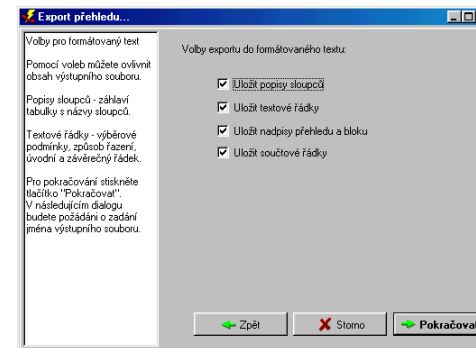 Export přehledu...
Volby pro formátovaný text
Pomocí voleb můžete ovlivnit
obsah výstupního souboru.
Popisy sloupců - záhlaví
tabulky s názvy sloupců.
Textové řádky - výběrové
podmínky, způsob řazení,
úvodní a závěrečný řádek.
Pro pokračování stiskněte
tlačítko "Pokračovat".
V následujícím dialogu
budete požádáni o zadání
jména výstupního souboru.
Volby exportu do formátovaného textu:
Uložit popisy sloupců
Uložit textové řádky
Uložit nadpisy přehledu a bloku
Uložit součtové řádky
Zpět
Storno
Pokračovat